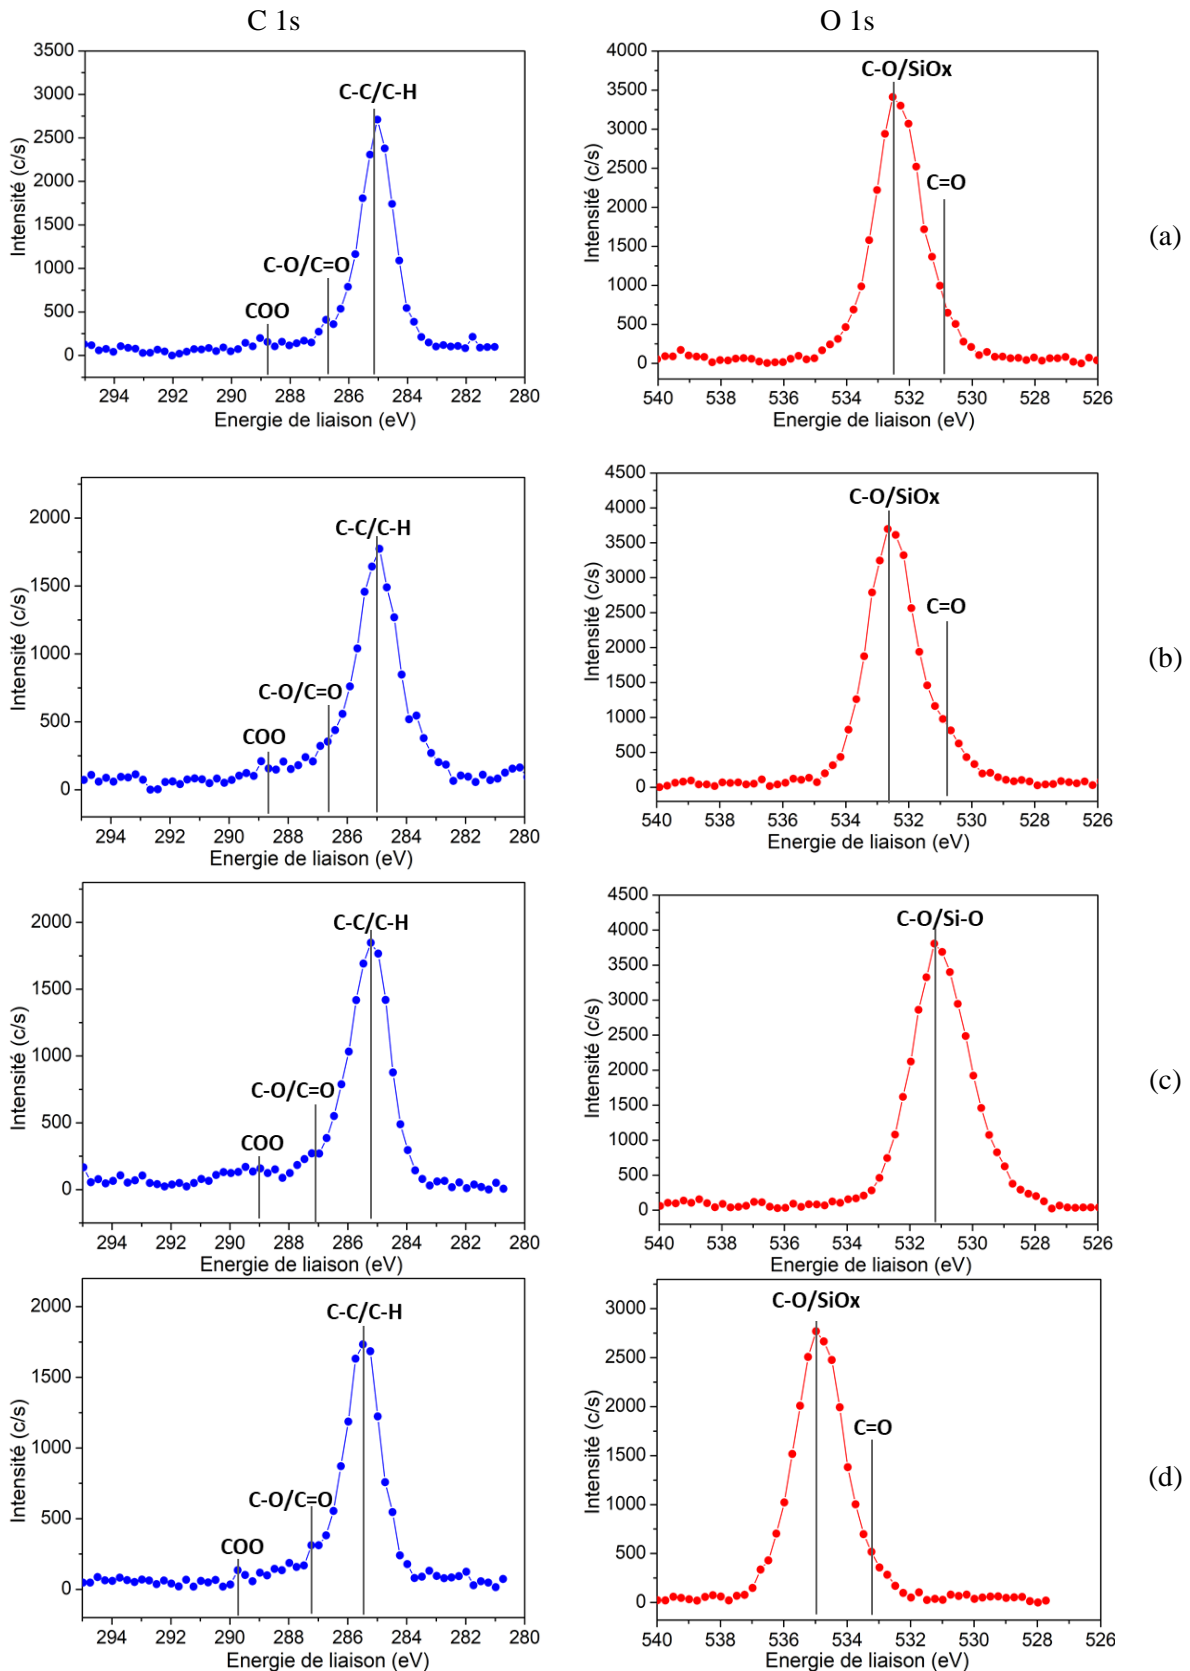 C 1s
O 1s
3500
3000
2500
2000
1500
1000
500
0
Intensité (c/s)
C-C/C-H
C-O/C=O
COO
294 292 290 288 286 284 282 280
Energie de liaison (eV)
4000
3500
3000
2500
2000
1500
1000
500
0
Intensité (c/s)
C-O/SiOx
C=O
540 538 536 534 532 530 528 526
Energie de liaison (eV)
(a)
2000
1500
1000
500
0
Intensité (c/s)
C-C/C-H
C-O/C=O
COO
294 292 290 288 286 284 282 280
Energie de liaison (eV)
4500
4000
3500
3000
2500
2000
1500
1000
500
0
Intensité (c/s)
C-O/SiOx
C=O
540 538 536 534 532 530 528 526
Energie de liaison (eV)
(b)
2000
1500
1000
500
0
Intensité (c/s)
C-C/C-H
C-O/C=O
COO
294 292 290 288 286 284 282 280
Energie de liaison (eV)
4500
4000
3500
3000
2500
2000
1500
1000
500
0
Intensité (c/s)
C-O/Si-O
540 538 536 534 532 530 528 526
Energie de liaison (eV)
(c)
2000
1500
1000
500
0
Intensité (c/s)
C-C/C-H
C-O/C=O
COO
294 292 290 288 286 284 282 280
Energie de liaison (eV)
3000
2500
2000
1500
1000
500
0
Intensité (c/s)
C-O/SiOx
C=O
540 538 536 534 532 530 528 526
Energie de liaison (eV)
(d)